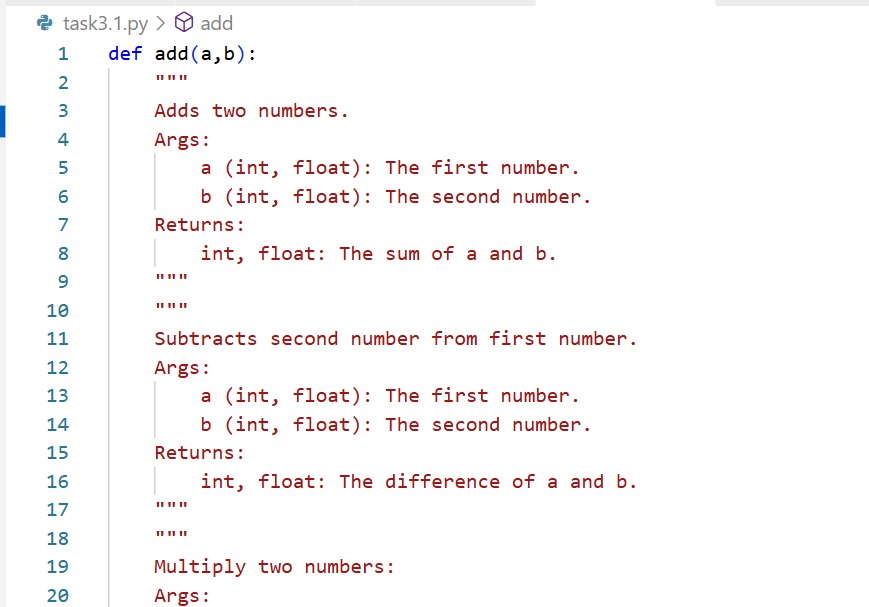 task3.1.py > add
1 def add(a,b):
2 """
3 Adds two numbers.
4 Args:
5 a (int, float): The first number.
6 b (int, float): The second number.
7 Returns:
8 int, float: The sum of a and b.
9 """
10 """
11 Subtracts second number from first number.
12 Args:
13 a (int, float): The first number.
14 b (int, float): The second number.
15 Returns:
16 int, float: The difference of a and b.
17 """
18 """
19 Multiply two numbers:
20 Args: